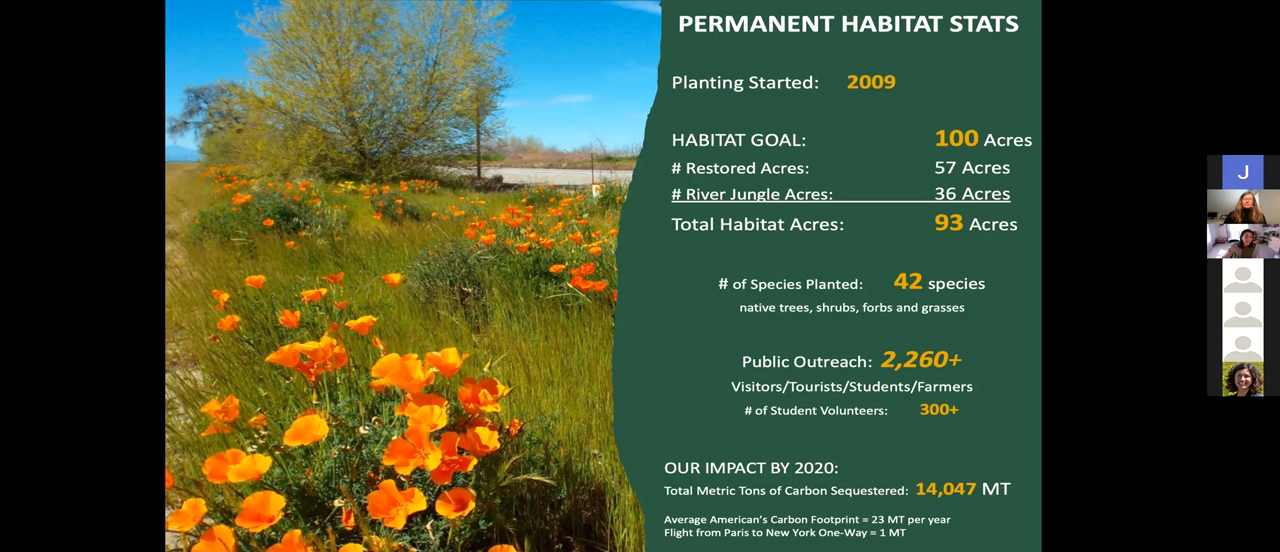 PERMANENT HABITAT STATS
Planting Started: 2009
HABITAT GOAL: 100 Acres
# Restored Acres: 57 Acres
# River Jungle Acres: 36 Acres
Total Habitat Acres: 93 Acres
# of Species Planted: 42 species
native trees, shrubs, forbs and grasses
Public Outreach: 2,260+
Visitors/Tourists/Students/Farmers
# of Student Volunteers: 300+
OUR IMPACT BY 2020:
Total Metric Tons of Carbon Sequestered: 14,047 MT
Average American's Carbon Footprint = 23 MT per year
Flight from Paris to New York One-Way = 1 MT
J